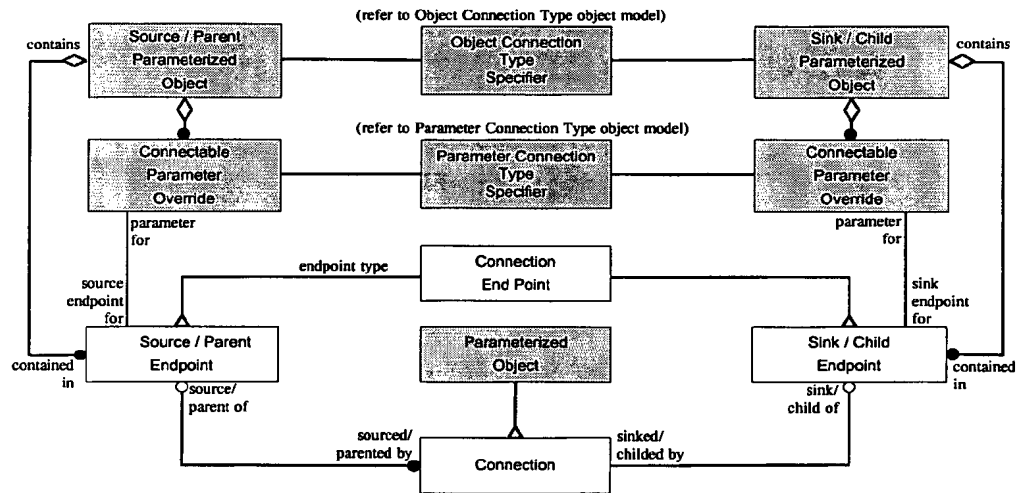 (refer to Object Connection Type object model)
contains
Source / Parent
Parameterized
Object
Object Connection
Type
Specifier
Sink / Child
Parameterized
Object
contains
(refer to Parameter Connection Type object model)
Connectable
Parameter
Override
Parameter Connection
Type
Specifier
Connectable
Parameter
Override
parameter
for
parameter
for
endpoint type
Connection
End Point
source
endpoint
for
sink
endpoint
for
Source / Parent
Endpoint
Parameterized
Object
Sink / Child
Endpoint
contained
in
contained
in
source/
parent of
sink/
child of
sourced/
parented by
Connection
sinked/
childed by